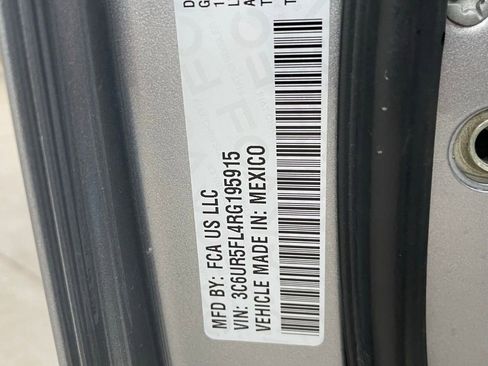 MFD BY: FCA US LLC
VIN: 3C6UR5FL4RG195915
VEHICLE MADE IN: MEXICO